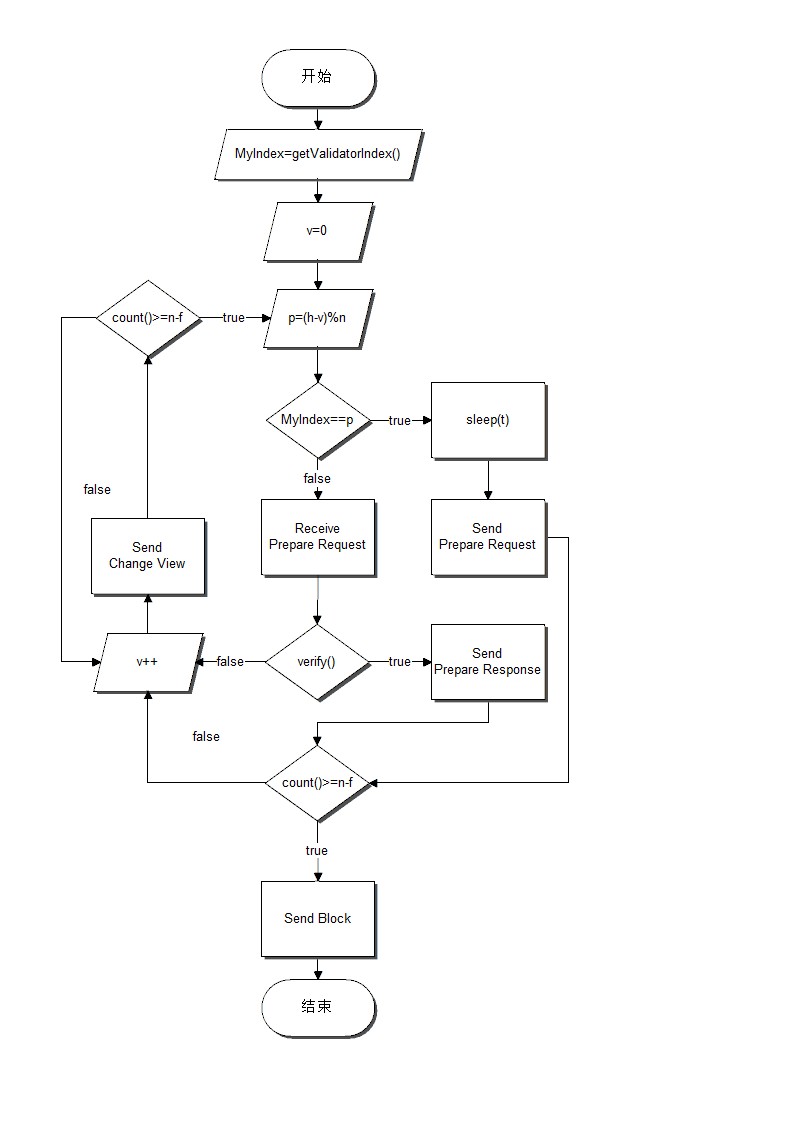 开始
MyIndex=getValidatorIndex()
v=0
count()>=n-f
true
p=(h-v)%n
MyIndex==p
true
sleep(t)
false
false
Send
Change View
Receive
Prepare Request
Send
Prepare Request
v++
false
verify()
true
Send
Prepare Response
false
count()>=n-f
true
Send Block
结束